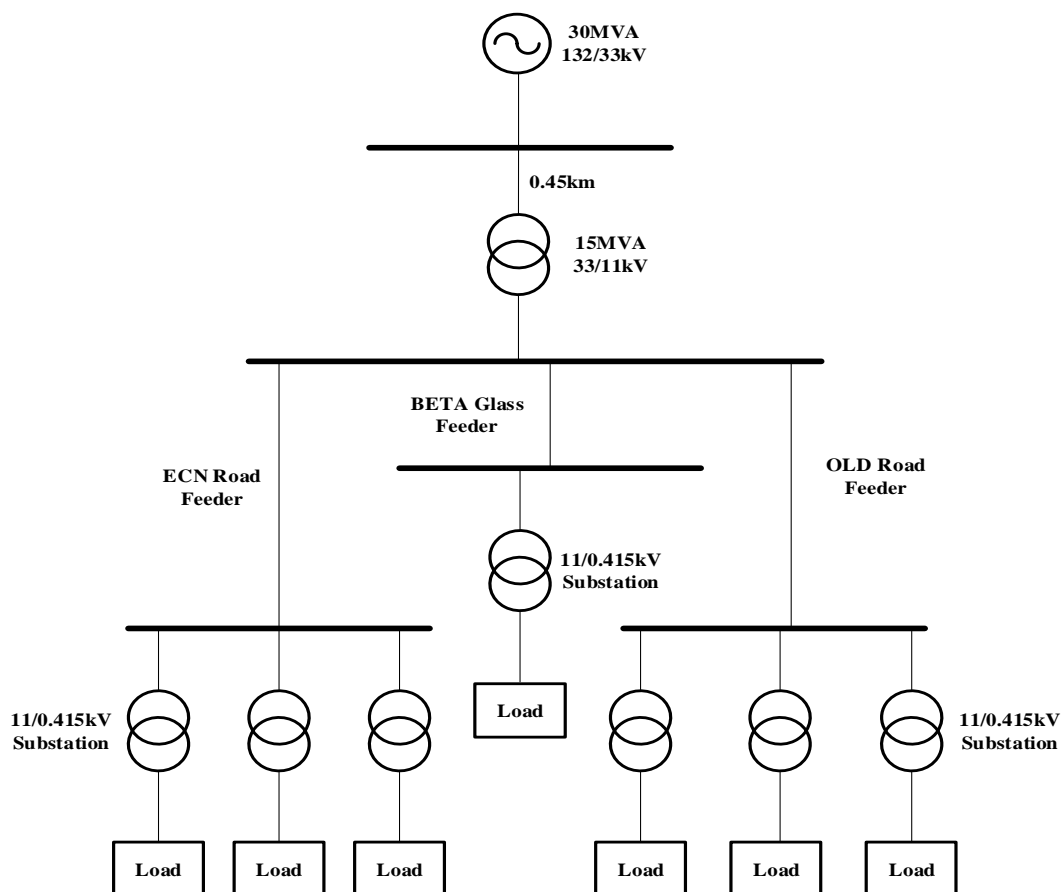 30MVA
132/33kV
0.45km
15MVA
33/11kV
BETA Glass
Feeder
ECN Road
Feeder
OLD Road
Feeder
11/0.415kV
Substation
Load
11/0.415kV
Substation
11/0.415kV
Substation
Load
Load
Load
Load
Load
Load